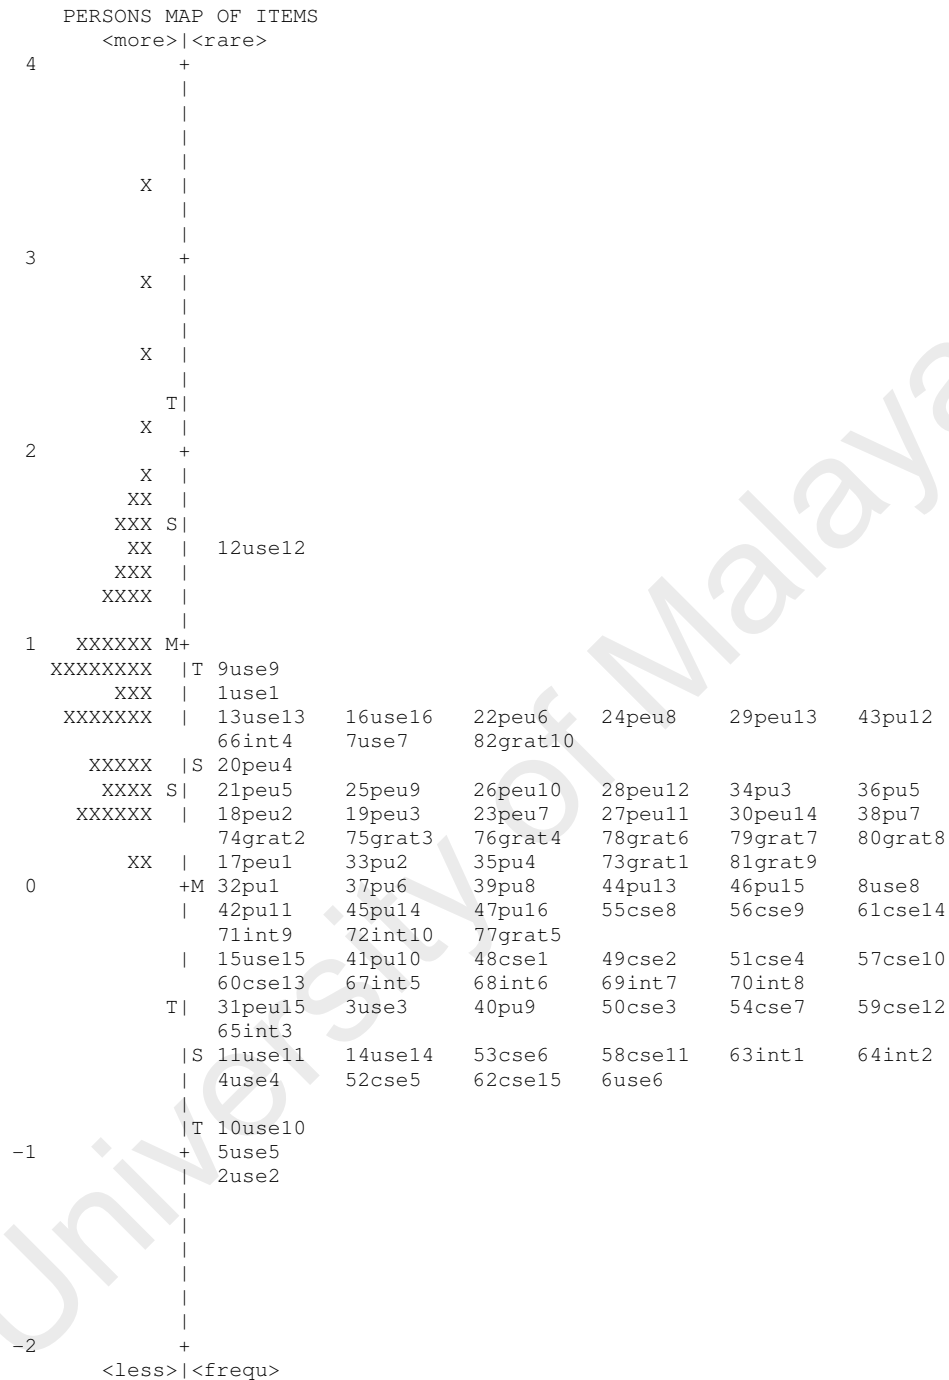 PERSONS MAP OF ITEMS
<more>|<rare>
4 +
|
|
|
|
X |
|
|
3 +
X |
|
|
X |
|
T|
X |
2 +
X |
XX |
XXX S|
XX | 12use12
XXX |
XXXX |
|
1 XXXXXX M+
XXXXXXXX |T 9use9
XXX | 1use1
XXXXXXX | 13use13 16use16 22peu6 24peu8 29peu13 43pu12
66int4 7use7 82grat10
XXXXX |S 20peu4
XXXX S| 21peu5 25peu9 26peu10 28peu12 34pu3 36pu5
XXXXXX | 18peu2 19peu3 23peu7 27peu11 30peu14 38pu7
74grat2 75grat3 76grat4 78grat6 79grat7 80grat8
XX | 17peu1 33pu2 35pu4 73grat1 81grat9
0 +M 32pu1 37pu6 39pu8 44pu13 46pu15 8use8
| 42pu11 45pu14 47pu16 55cse8 56cse9 61cse14
71int9 72int10 77grat5
| 15use15 41pu10 48cse1 49cse2 51cse4 57cse10
60cse13 67int5 68int6 69int7 70int8
T| 31peu15 3use3 40pu9 50cse3 54cse7 59cse12
65int3
|S 11use11 14use14 53cse6 58cse11 63int1 64int2
| 4use4 52cse5 62cse15 6use6
|
|T 10use10
-1 + 5use5
| 2use2
|
|
|
|
|
|
-2 +
<less>|<frequ>
University of Malaya